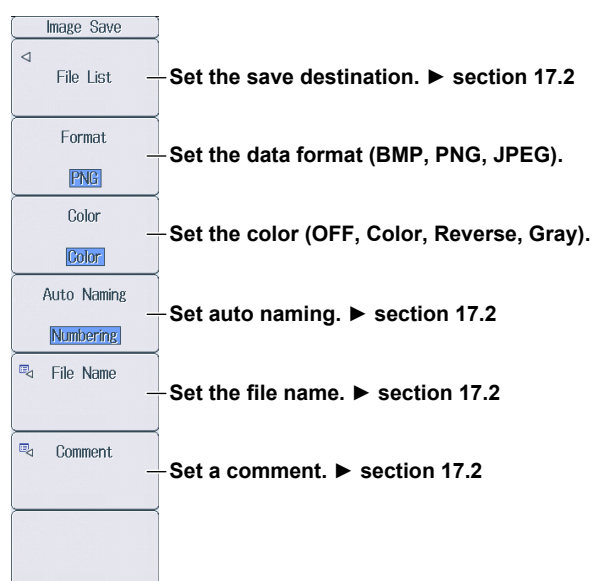 Image Save
File List
Set the save destination. ► section 17.2
Format
PNG
Set the data format (BMP, PNG, JPEG).
Color
Color
Set the color (OFF, Color, Reverse, Gray).
Auto Naming
Numbering
Set auto naming. ► section 17.2
File Name
Set the file name. ► section 17.2
Comment
Set a comment. ► section 17.2